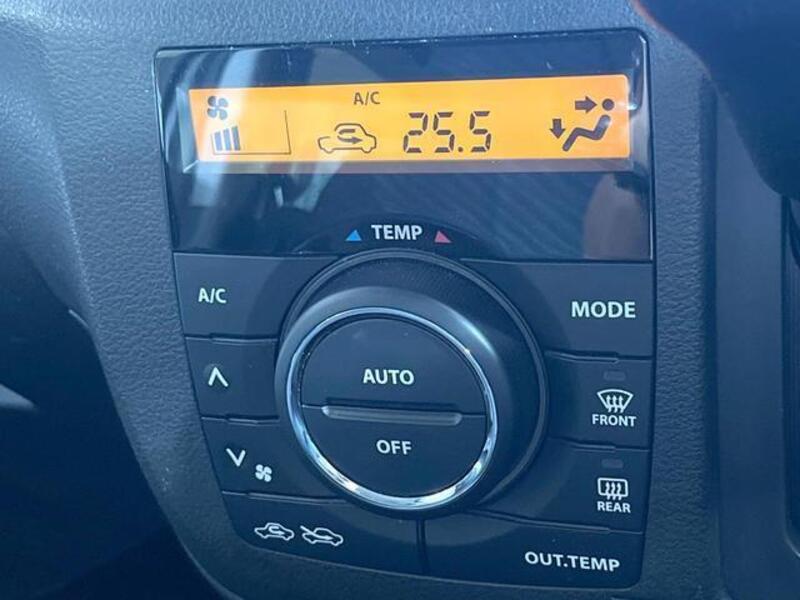 A/C
25.5
TEMP
A/C
MODE
AUTO
FRONT
OFF
REAR
OUT.TEMP